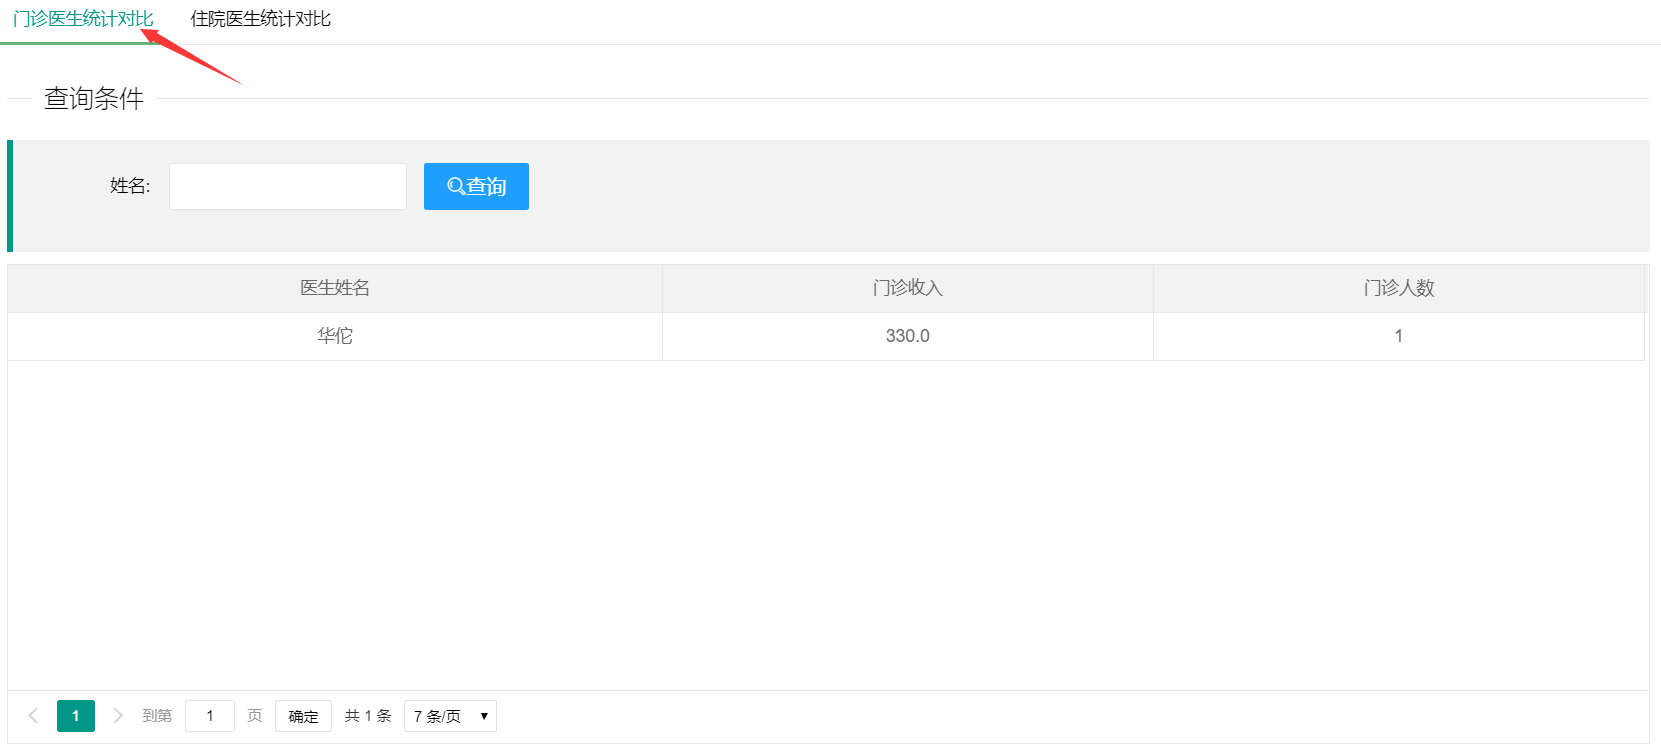 门诊医生统计对比 住院医生统计对比
查询条件
姓名: 查询
医生姓名 门诊收入 门诊人数
华佗 330.0 1
1 到第 1 页 确定 共 1 条 7 条/页